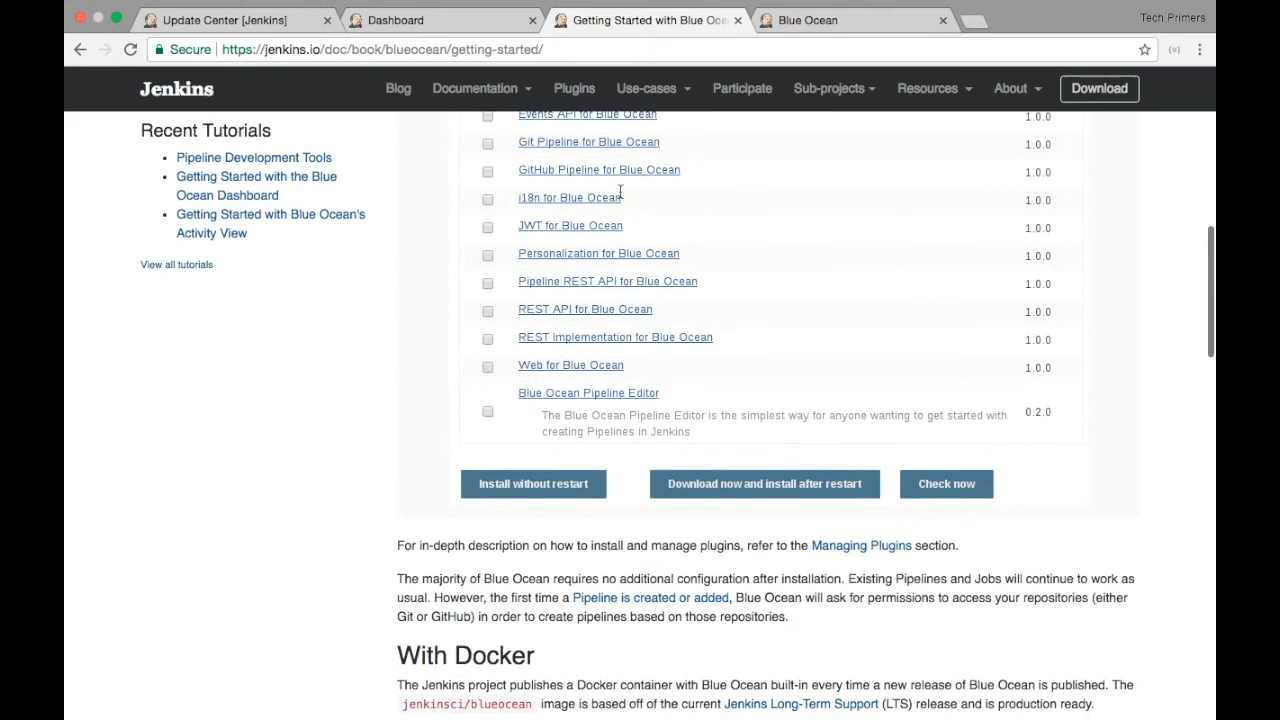 Update Center [Jenkins]
Dashboard
Getting Started with Blue Oce
Blue Ocean
Tech Primers
Secure
https://jenkins.io/doc/book/blueocean/getting-started/
Jenkins
Blog
Documentation
Plugins
Use-cases
Participate
Sub-projects
Resources
About
Download
Recent Tutorials
Pipeline Development Tools
Getting Started with the Blue
Ocean Dashboard
Getting Started with Blue Ocean's
Activity View
View all tutorials
Events API for Blue Ocean 1.0.0
Git Pipeline for Blue Ocean 1.0.0
GitHub Pipeline for Blue Ocean 1.0.0
i18n for Blue Ocean 1.0.0
JWT for Blue Ocean 1.0.0
Personalization for Blue Ocean 1.0.0
Pipeline REST API for Blue Ocean 1.0.0
REST API for Blue Ocean 1.0.0
REST Implementation for Blue Ocean 1.0.0
Web for Blue Ocean 1.0.0
Blue Ocean Pipeline Editor
The Blue Ocean Pipeline Editor is the simplest way for anyone wanting to get started with 0.2.0
creating Pipelines in Jenkins
Install without restart
Download now and install after restart
Check now
For in-depth description on how to install and manage plugins, refer to the Managing Plugins section.
The majority of Blue Ocean requires no additional configuration after installation. Existing Pipelines and Jobs will continue to work as
usual. However, the first time a Pipeline is created or added, Blue Ocean will ask for permissions to access your repositories (either
Git or GitHub) in order to create pipelines based on those repositories.
With Docker
The Jenkins project publishes a Docker container with Blue Ocean built-in every time a new release of Blue Ocean is published. The
jenkinsci/blueocean image is based off of the current Jenkins Long-Term Support (LTS) release and is production ready.